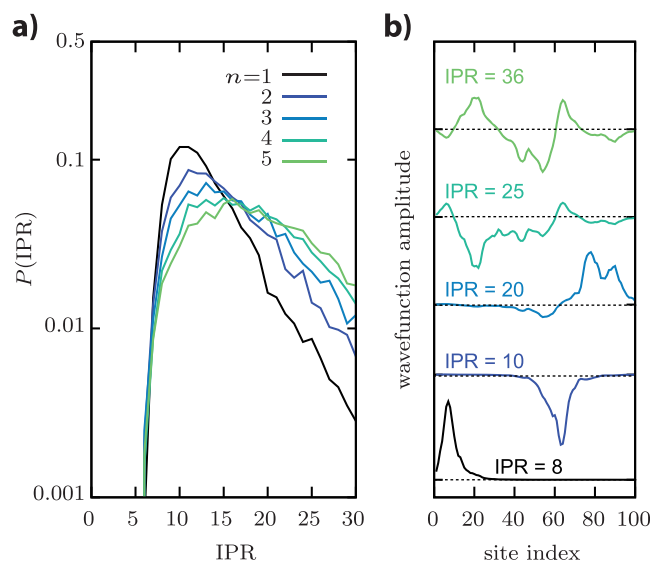 a)
0.5
0.1
0.01
0.001
P(IPR)
n=1
2
3
4
5
0 5 10 15 20 25 30
IPR
b)
wavefunction amplitude
IPR = 36
IPR = 25
IPR = 20
IPR = 10
IPR = 8
0 20 40 60 80 100
site index